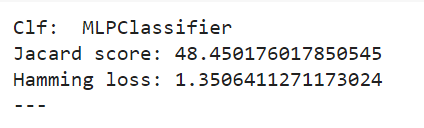 Clf:  MLPClassifier
Jacard score: 48.450176017850545
Hamming loss: 1.3506411271173024
---